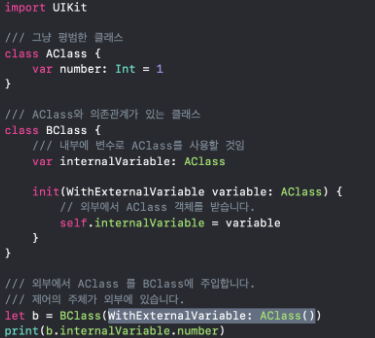 import UIKit
/// 그냥 평범한 클래스
class AClass {
var number: Int = 1
}
/// AClass와 의존관계가 있는 클래스
class BClass {
/// 내부에 변수로 AClass를 사용할 것임
var internalVariable: AClass
init(WithExternalVariable variable: AClass) {
// 외부에서 AClass 객체를 받습니다.
self.internalVariable = variable
}
}
/// 외부에서 AClass 를 BClass에 주입합니다.
/// 제어의 주체가 외부에 있습니다.
let b = BClass(WithExternalVariable: AClass())
print(b.internalVariable.number)